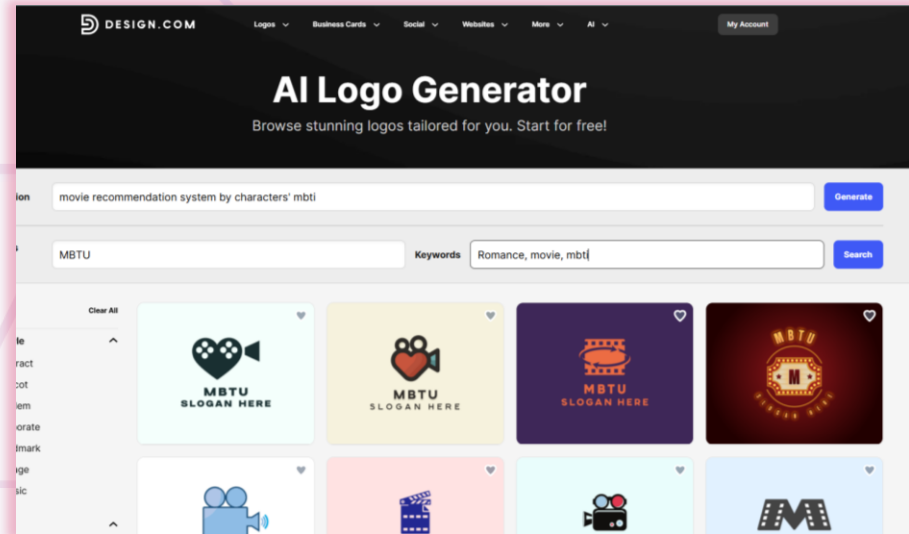 DESIGN.COM Logos Business Cards Social Websites More AI My Account
AI Logo Generator
Browse stunning logos tailored for you. Start for free!
movie recommendation system by characters' mbti Generate
MBTU Keywords Romance, movie, mbti Search
Clear All
MBTU
SLOGAN HERE
MBTU
SLOGAN HERE
MBTU
SLOGAN HERE
MBTU
M
SLOGAN HERE